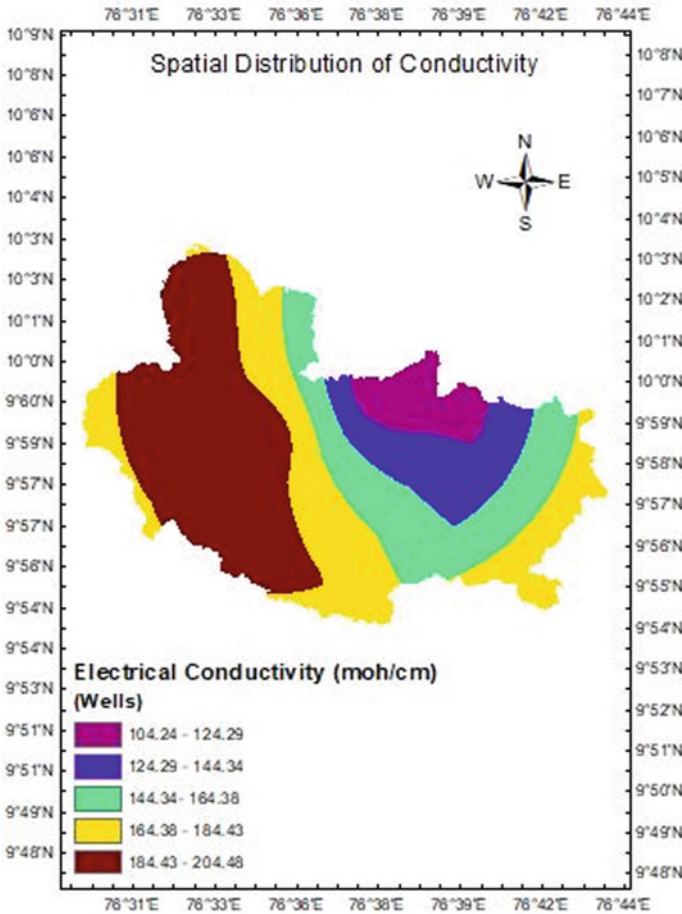 76°31'E 76°33'E 76°36'E 76°38'E 76°39'E 76°42'E 76°44'E
10°9'N
10°8'N
10°8'N
10°7'N
10°7'N
10°6'N
10°6'N
10°5'N
10°4'N
10°4'N
10°3'N
10°3'N
10°3'N
10°2'N
10°1'N
10°1'N
10°0'N
10°0'N
9°60'N
9°59'N
9°59'N
9°58'N
9°57'N
9°57'N
9°57'N
9°56'N
9°56'N
9°55'N
9°54'N
9°54'N
9°54'N
9°53'N
9°53'N
9°52'N
9°51'N
9°51'N
9°51'N
9°50'N
9°49'N
9°49'N
9°48'N
9°48'N
Spatial Distribution of Conductivity
N
W E
S
Electrical Conductivity (moh/cm)
(Wells)
104.24 - 124.29
124.29 - 144.34
144.34- 164.38
164.38 - 184.43
184.43 - 204.48
76°31'E 76°33'E 76°36'E 76°38'E 76°39'E 76°42'E 76°44'E